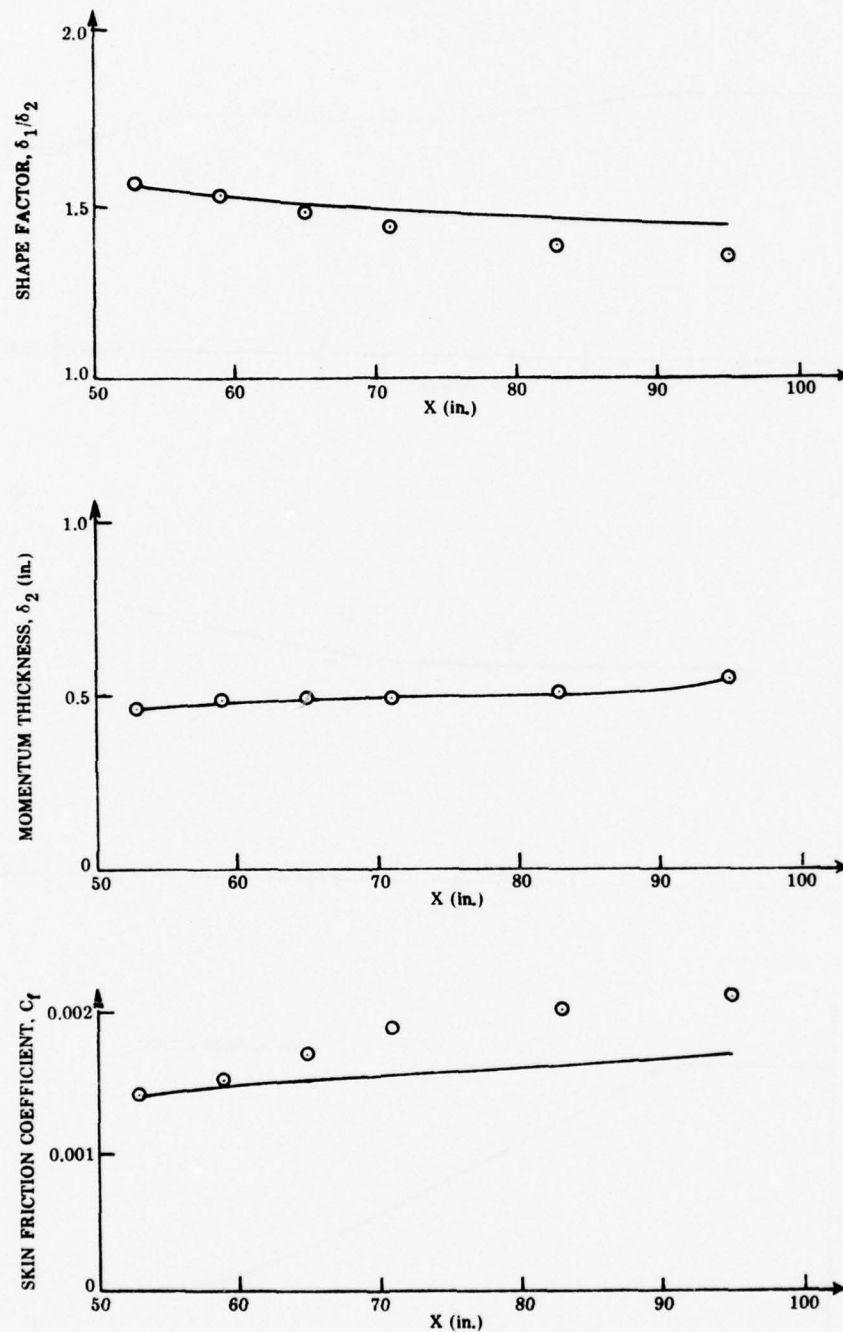 SHAPE FACTOR, δ1/δ2
2.0
1.5
1.0
50 60 70 80 90 100
X (in.)
MOMENTUM THICKNESS, δ2 (in.)
1.0
0.5
0
50 60 70 80 90 100
X (in.)
SKIN FRICTION COEFFICIENT, Cf
0.002
0.001
0
50 60 70 80 90 100
X (in.)